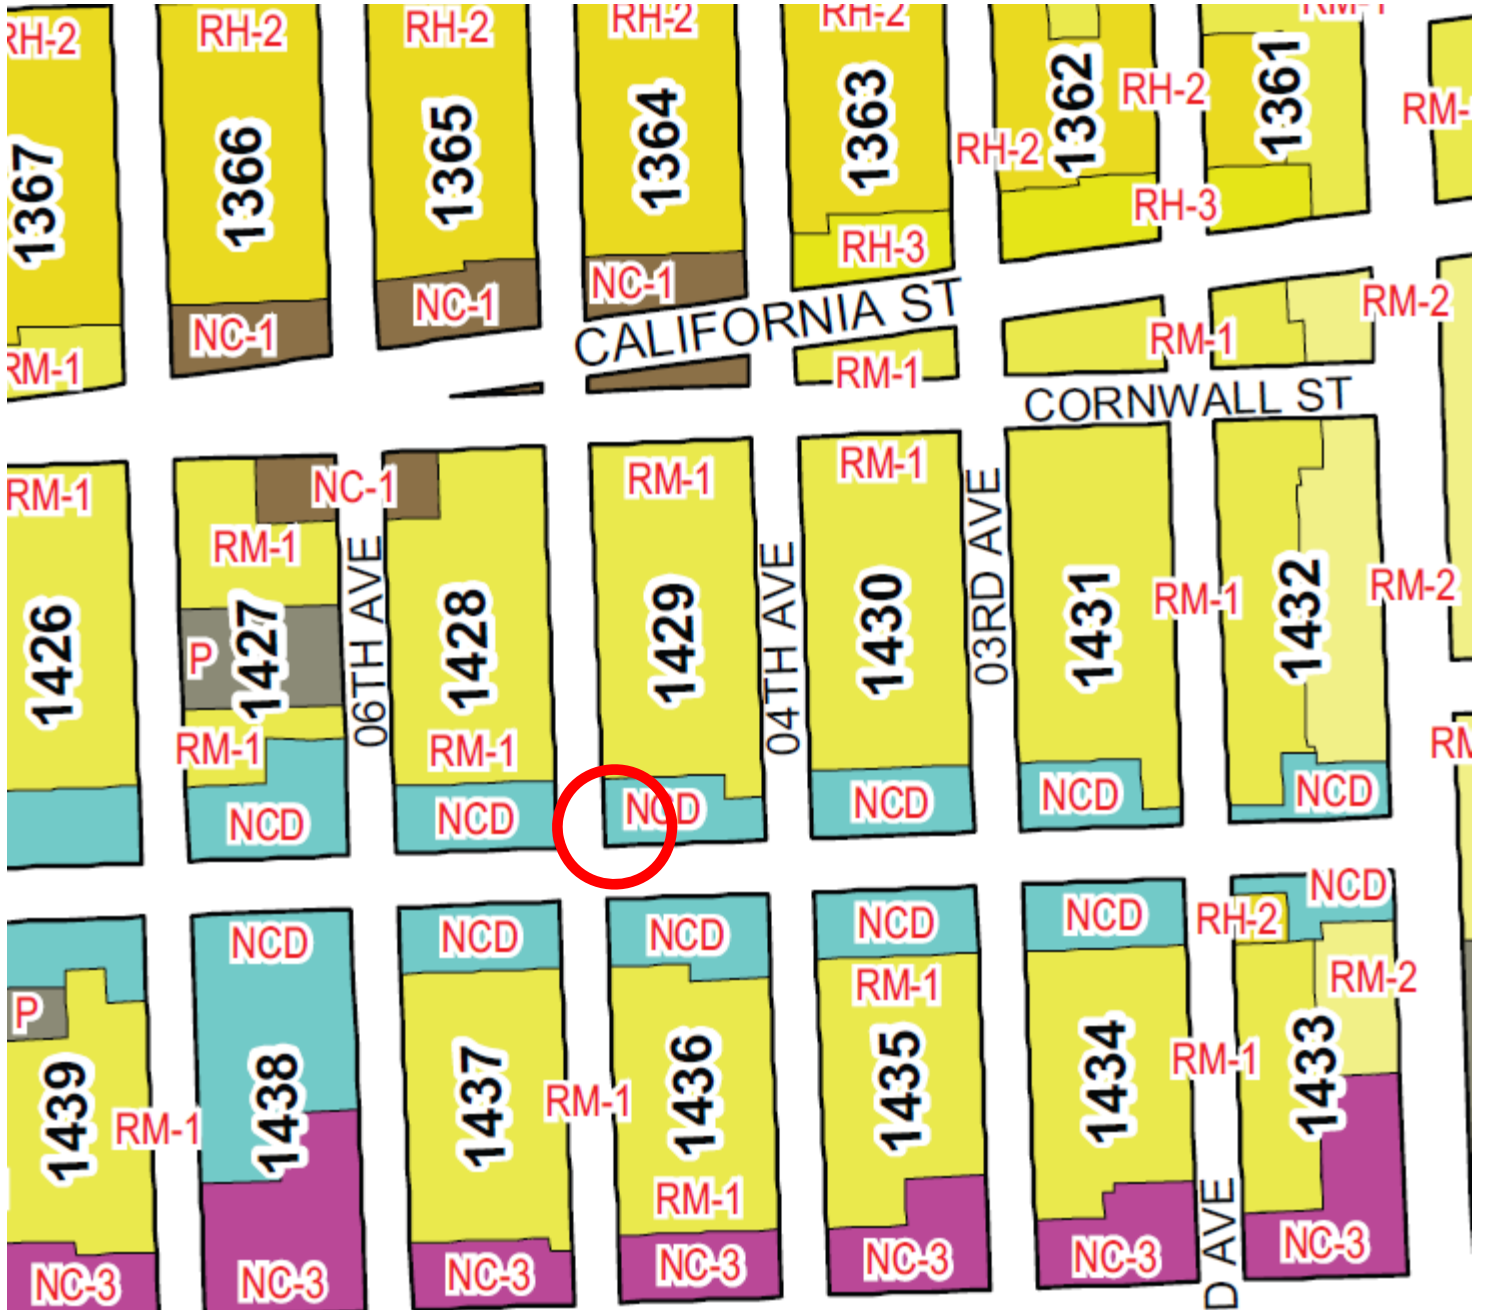 RH-2
RH-2
RH-2
RH-2
RH-2
RM-1
1367
1366
1365
1364
1363
1362
RH-2
1361
RM-
RH-2
RH-3
RH-3
NC-1
NC-1
NC-1
RM-1
CALIFORNIA ST
RM-1
RM-1
RM-2
CORNWALL ST
RM-1
NC-1
RM-1
RM-1
RM-1
06TH AVE
04TH AVE
03RD AVE
1426
P
1427
1428
1429
1430
1431
RM-1
1432
RM-2
RM-1
RM-1
RM
NCD
NCD
NCD
NCD
NCD
NCD
NCD
NCD
NCD
NCD
NCD
RH-2
NCD
P
RM-1
RM-2
1439
RM-1
1438
1437
RM-1
1436
1435
1434
RM-1
1433
RM-1
D AVE
NC-3
NC-3
NC-3
NC-3
NC-3
NC-3
NC-3